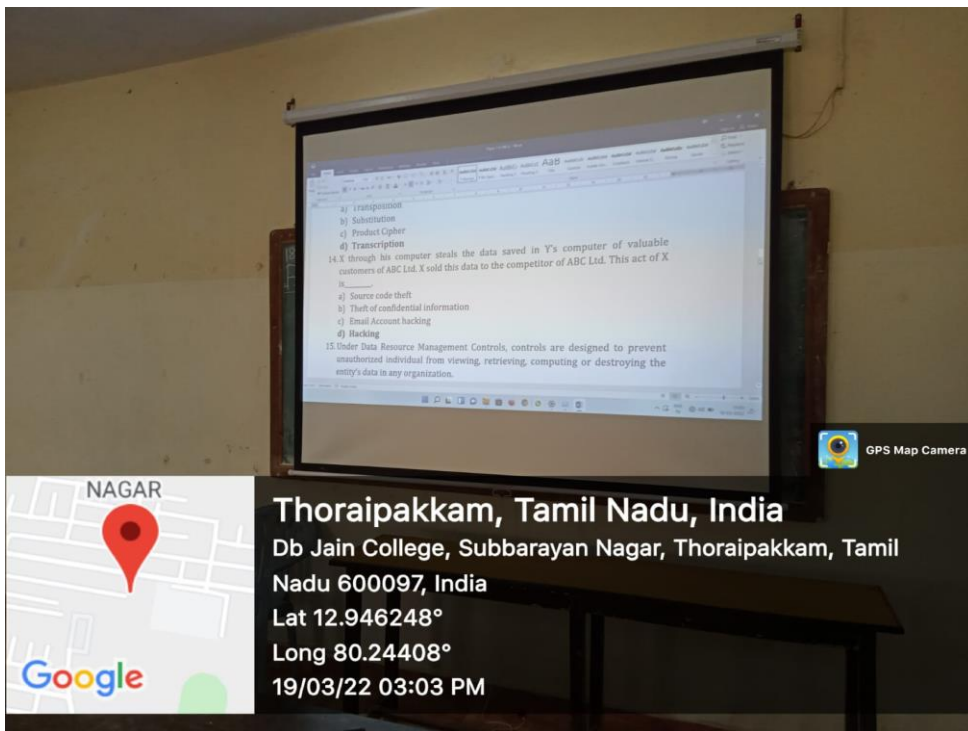 a) Transposition
b) Substitution
c) Product Cipher
d) Transcription
14. X through his computer steals the data saved in Y's computer of valuable
customers of ABC Ltd. X sold this data to the competitor of ABC Ltd. This act of X
is______.
a) Source code theft
b) Theft of confidential information
c) Email Account hacking
d) Hacking
15. Under Data Resource Management Controls, controls are designed to prevent
unauthorized individual from viewing, retrieving, computing or destroying the
entity's data in any organization.
GPS Map Camera
NAGAR
Google
Thoraipakkam, Tamil Nadu, India
Db Jain College, Subbarayan Nagar, Thoraipakkam, Tamil
Nadu 600097, India
Lat 12.946248°
Long 80.24408°
19/03/22 03:03 PM